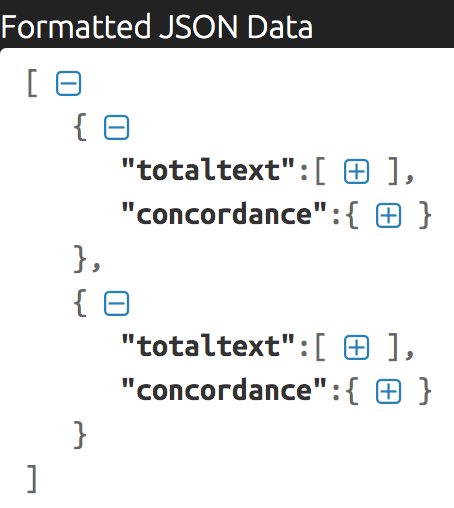 Formatted JSON Data
[
{
"totaltext":[ ],
"concordance":{ }
},
{
"totaltext":[ ],
"concordance":{ }
}
]